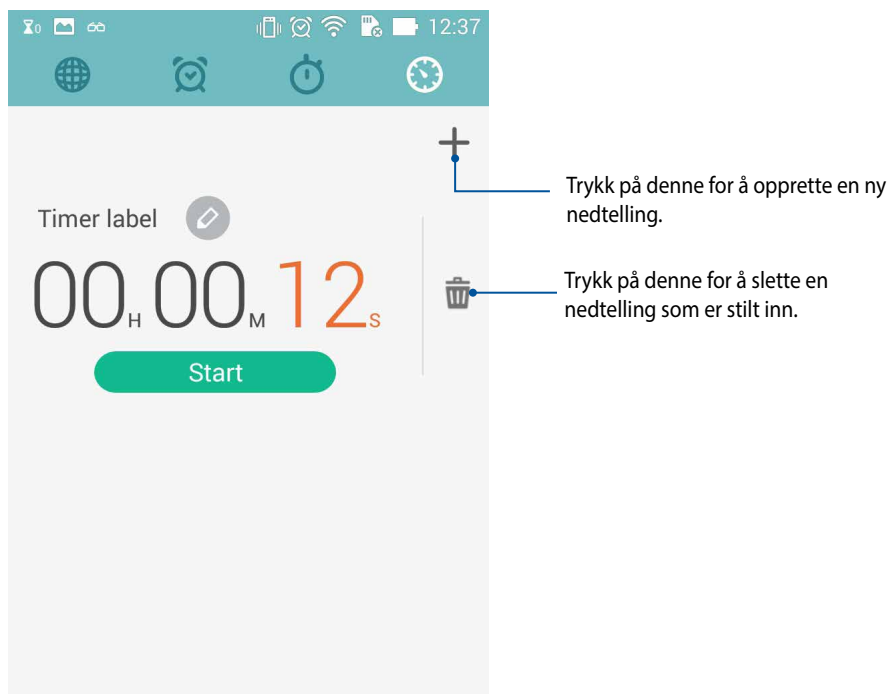 0 12:37
Trykk på denne for å opprette en ny
nedtelling.
Timer label
00H 00M 12S
Trykk på denne for å slette en
nedtelling som er stilt inn.
Start